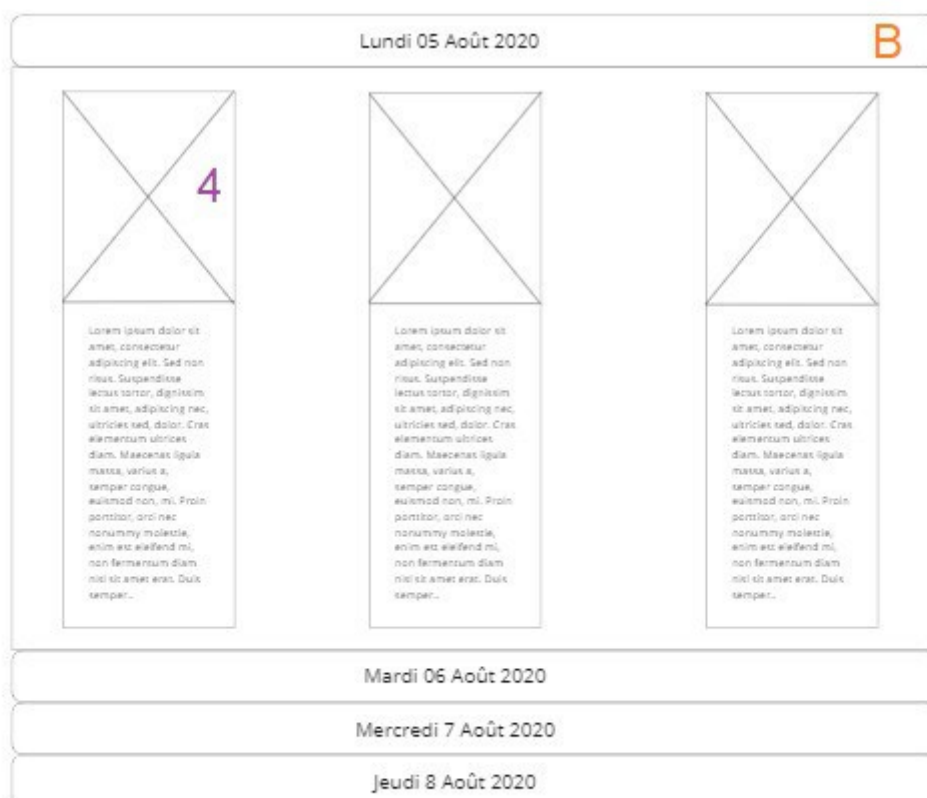 Lundi 05 Août 2020
B
4
Lorem ipsum dolor sit
amet, consectetur
adipiscing elit. Sed non
risus. Suspendisse
lectus tortor, dignissim
sit amet, adipiscing nec,
ultricies sed, dolor. Cras
elementum ultrices
diam. Maecenas ligula
massa, varius a,
semper congue,
euismod non, mi. Proin
porttitor, orci nec
nonummy molestie,
enim est eleifend mi,
non fermentum diam
nisl sit amet erat. Duis
semper...
Lorem ipsum dolor sit
amet, consectetur
adipiscing elit. Sed non
risus. Suspendisse
lectus tortor, dignissim
sit amet, adipiscing nec,
ultricies sed, dolor. Cras
elementum ultrices
diam. Maecenas ligula
massa, varius a,
semper congue,
euismod non, mi. Proin
porttitor, orci nec
nonummy molestie,
enim est eleifend mi,
non fermentum diam
nisl sit amet erat. Duis
semper...
Lorem ipsum dolor sit
amet, consectetur
adipiscing elit. Sed non
risus. Suspendisse
lectus tortor, dignissim
sit amet, adipiscing nec,
ultricies sed, dolor. Cras
elementum ultrices
diam. Maecenas ligula
massa, varius a,
semper congue,
euismod non, mi. Proin
porttitor, orci nec
nonummy molestie,
enim est eleifend mi,
non fermentum diam
nisl sit amet erat. Duis
semper...
Mardi 06 Août 2020
Mercredi 7 Août 2020
Jeudi 8 Août 2020